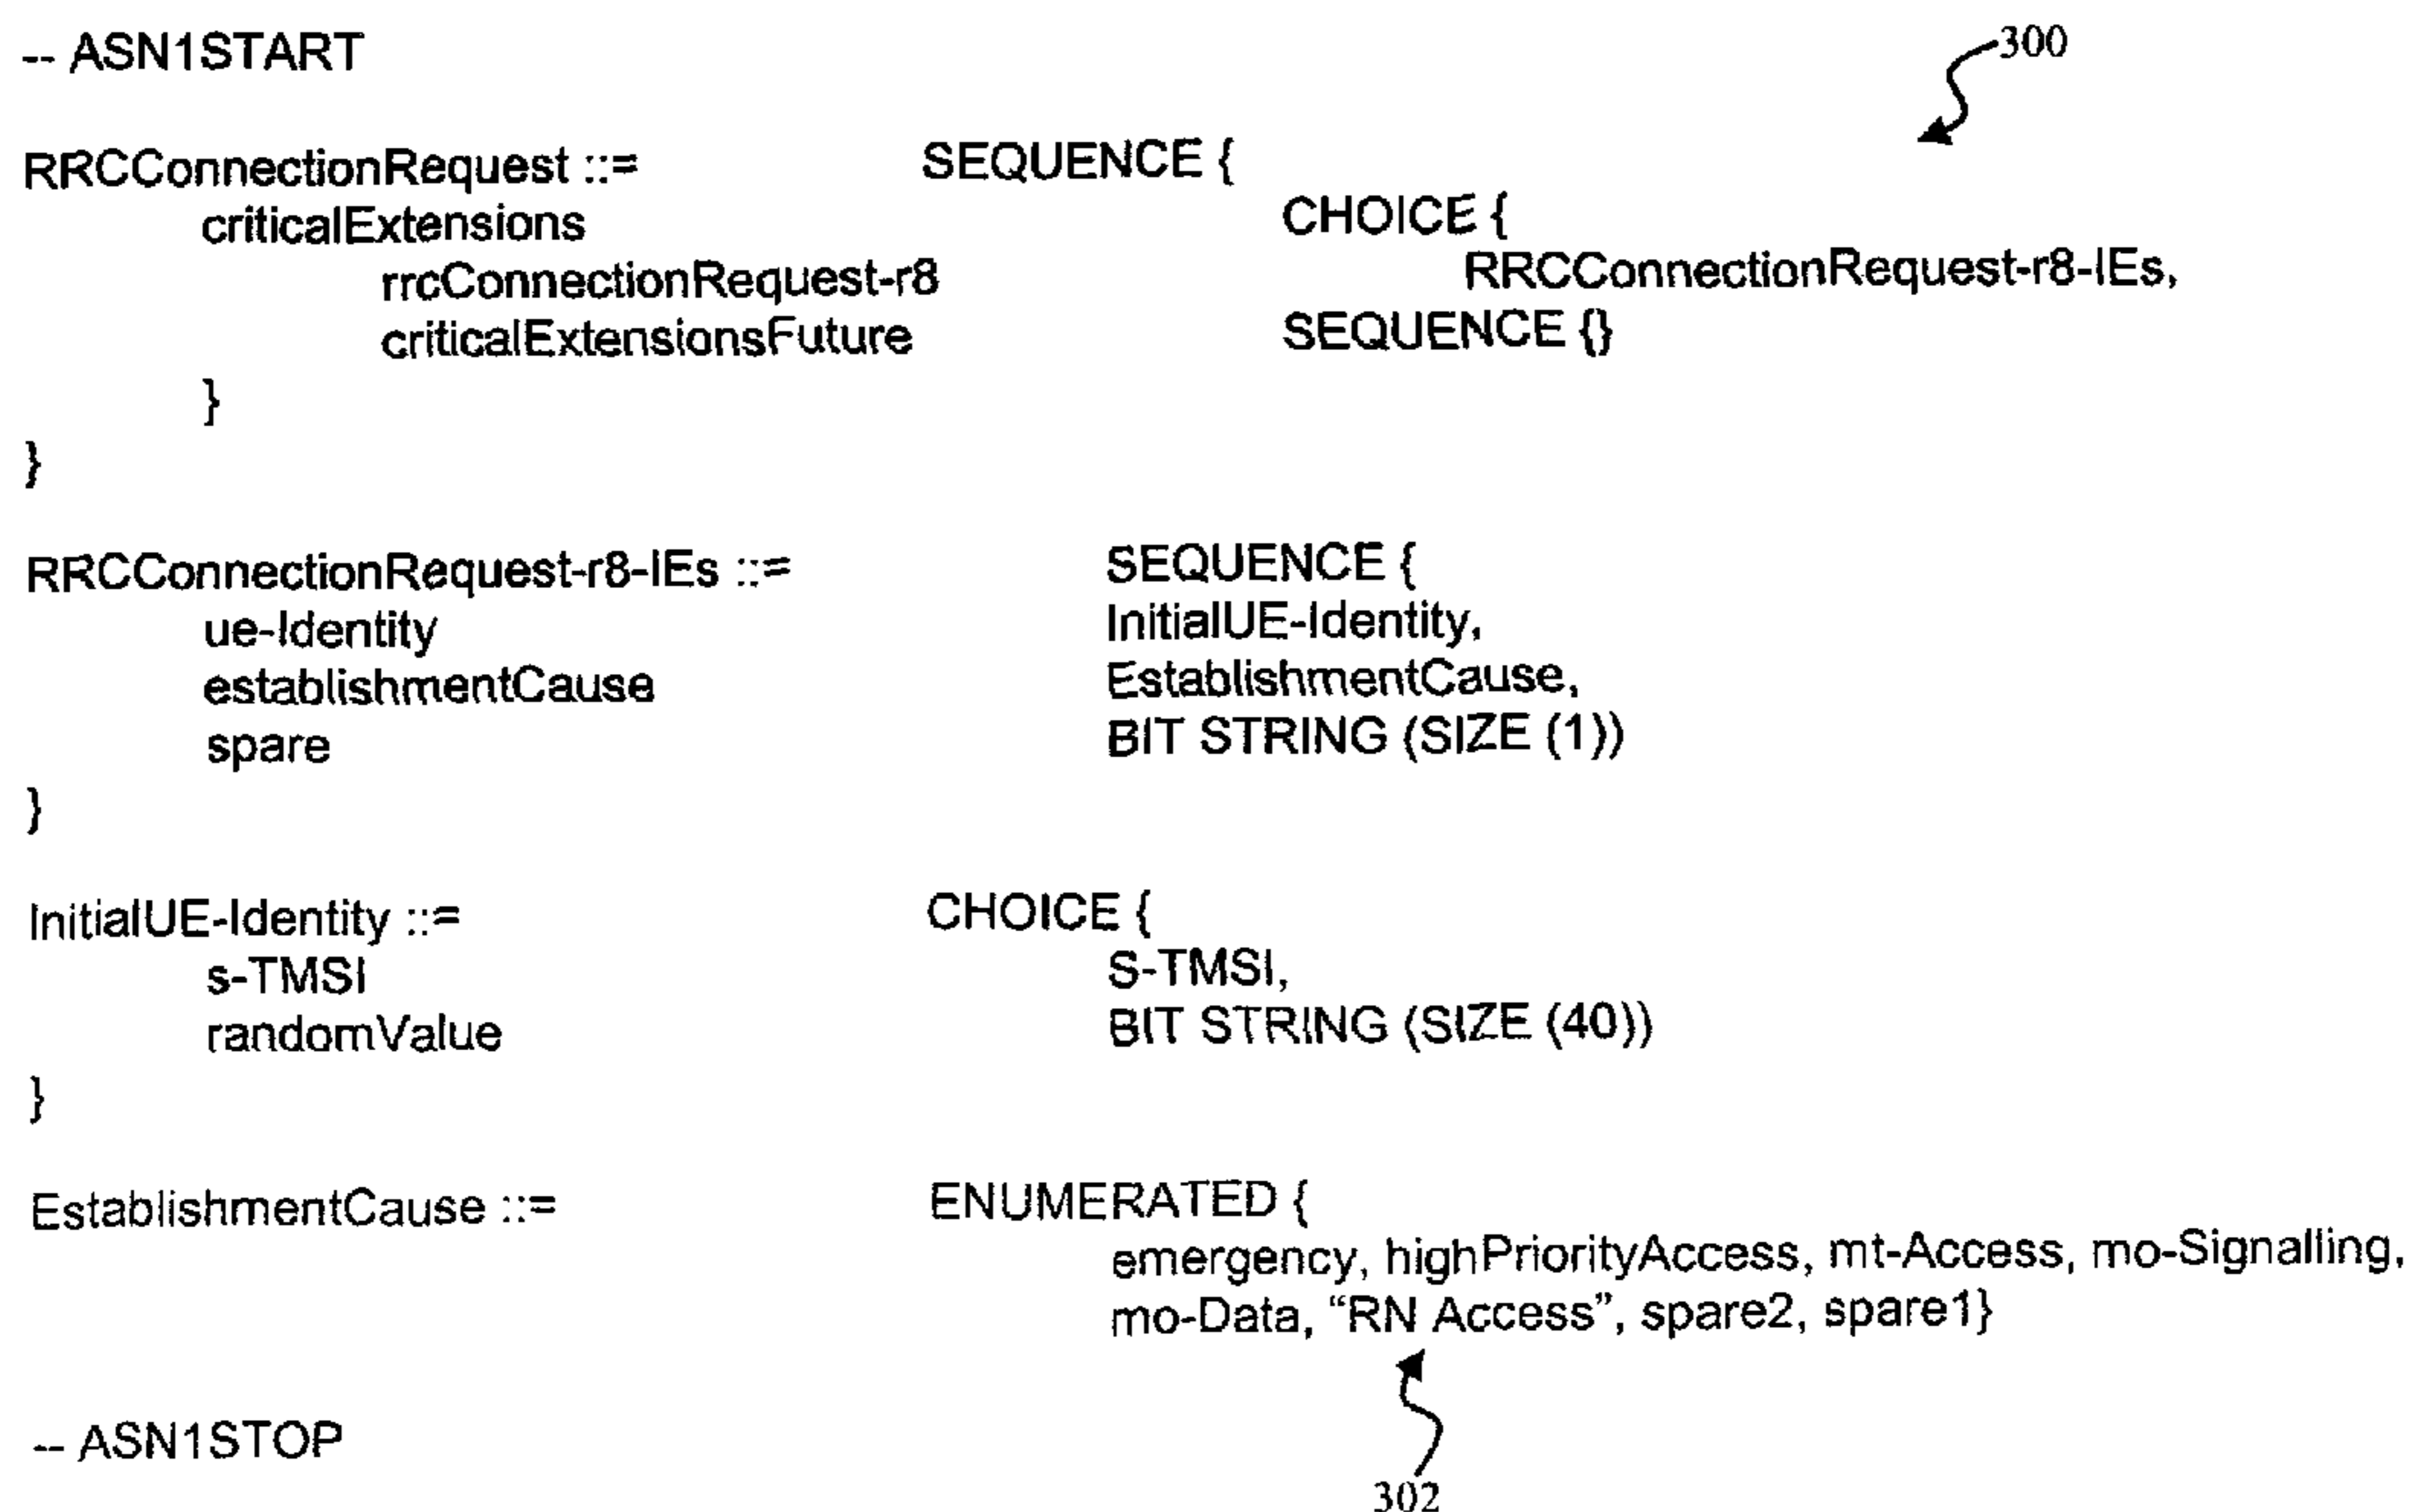 -- ASN1START
300
RRCConnectionRequest ::= SEQUENCE {
criticalExtensions CHOICE {
rrcConnectionRequest-r8 RRCConnectionRequest-r8-IEs,
criticalExtensionsFuture SEQUENCE {}
}
}
RRCConnectionRequest-r8-IEs ::= SEQUENCE {
ue-Identity InitialUE-Identity,
establishmentCause EstablishmentCause,
spare BIT STRING (SIZE (1))
}
InitialUE-Identity ::= CHOICE {
s-TMSI S-TMSI,
randomValue BIT STRING (SIZE (40))
}
EstablishmentCause ::= ENUMERATED {
emergency, highPriorityAccess, mt-Access, mo-Signalling,
mo-Data, “RN Access”, spare2, spare1}
-- ASN1STOP
302